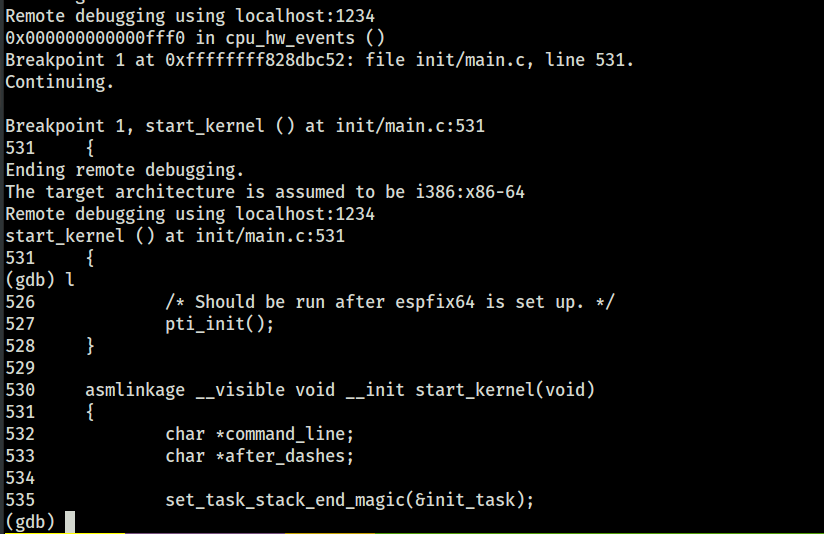 Remote debugging using localhost:1234
0x000000000000fff0 in cpu_hw_events ()
Breakpoint 1 at 0xffffffff828dbc52: file init/main.c, line 531.
Continuing.

Breakpoint 1, start_kernel () at init/main.c:531
531     {
Ending remote debugging.
The target architecture is assumed to be i386:x86-64
Remote debugging using localhost:1234
start_kernel () at init/main.c:531
531     {
(gdb) l
526             /* Should be run after espfix64 is set up. */
527             pti_init();
528     }
529
530     asmlinkage __visible void __init start_kernel(void)
531     {
532             char *command_line;
533             char *after_dashes;
534
535             set_task_stack_end_magic(&init_task);
(gdb)